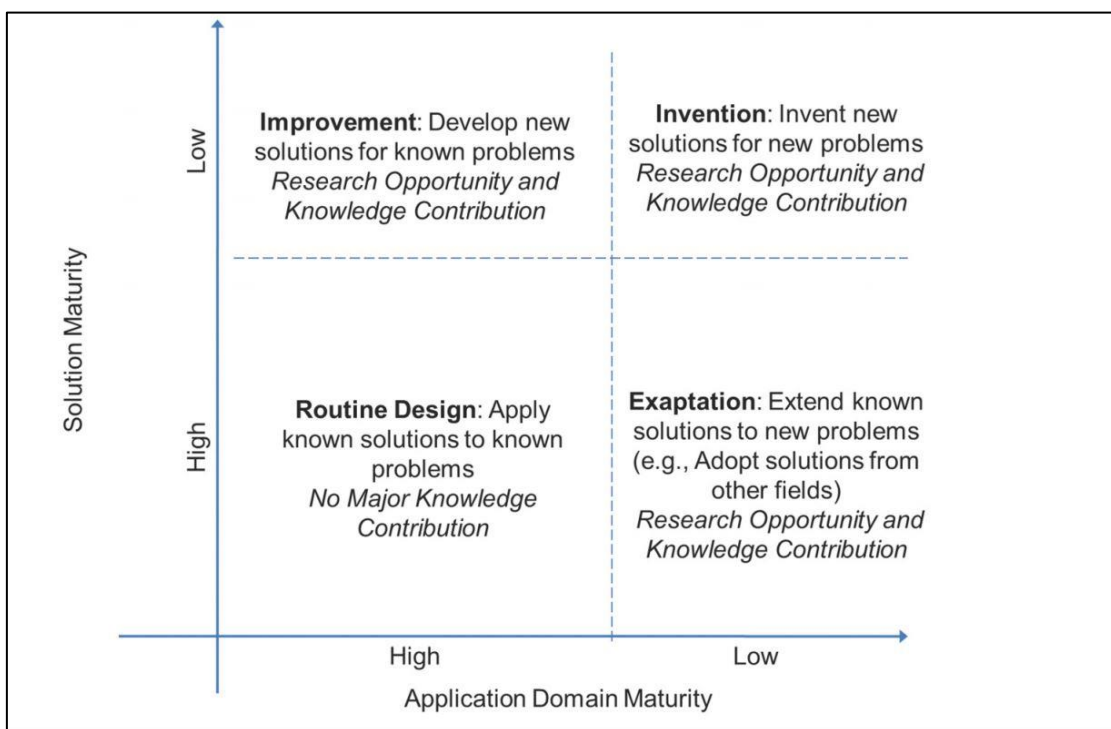 Improvement: Develop new
solutions for known problems
Research Opportunity and
Knowledge Contribution
Invention: Invent new
solutions for new problems
Research Opportunity and
Knowledge Contribution
Low
Solution Maturity
High
Routine Design: Apply
known solutions to known
problems
No Major Knowledge
Contribution
Exaptation: Extend known
solutions to new problems
(e.g., Adopt solutions from
other fields)
Research Opportunity and
Knowledge Contribution
High
Low
Application Domain Maturity